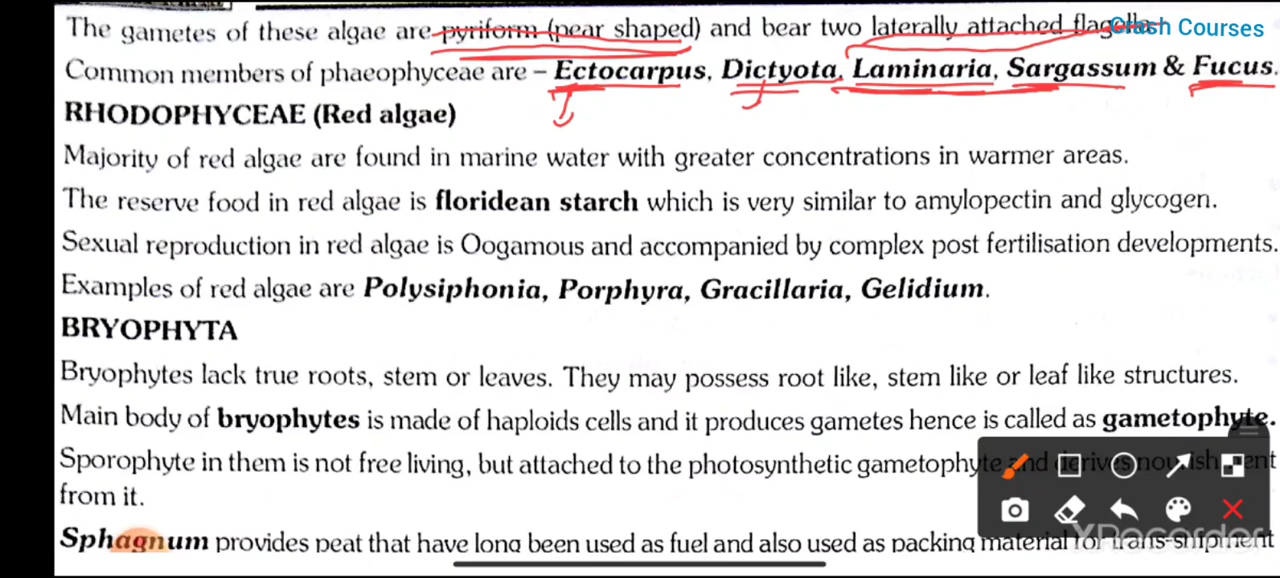 The gametes of these algae are pyriform (pear shaped) and bear two laterally attached flagella.
Crash Courses
Common members of phaeophyceae are – Ectocarpus, Dictyota, Laminaria, Sargassum & Fucus.
RHODOPHYCEAE (Red algae)
Majority of red algae are found in marine water with greater concentrations in warmer areas.
The reserve food in red algae is floridean starch which is very similar to amylopectin and glycogen.
Sexual reproduction in red algae is Oogamous and accompanied by complex post fertilisation developments.
Examples of red algae are Polysiphonia, Porphyra, Gracillaria, Gelidium.
BRYOPHYTA
Bryophytes lack true roots, stem or leaves. They may possess root like, stem like or leaf like structures.
Main body of bryophytes is made of haploids cells and it produces gametes hence is called as gametophyte.
Sporophyte in them is not free living, but attached to the photosynthetic gametophyte and derives nourishment
from it.
Sphagnum provides peat that have long been used as fuel and also used as packing material for trans-shipment
XRecorder